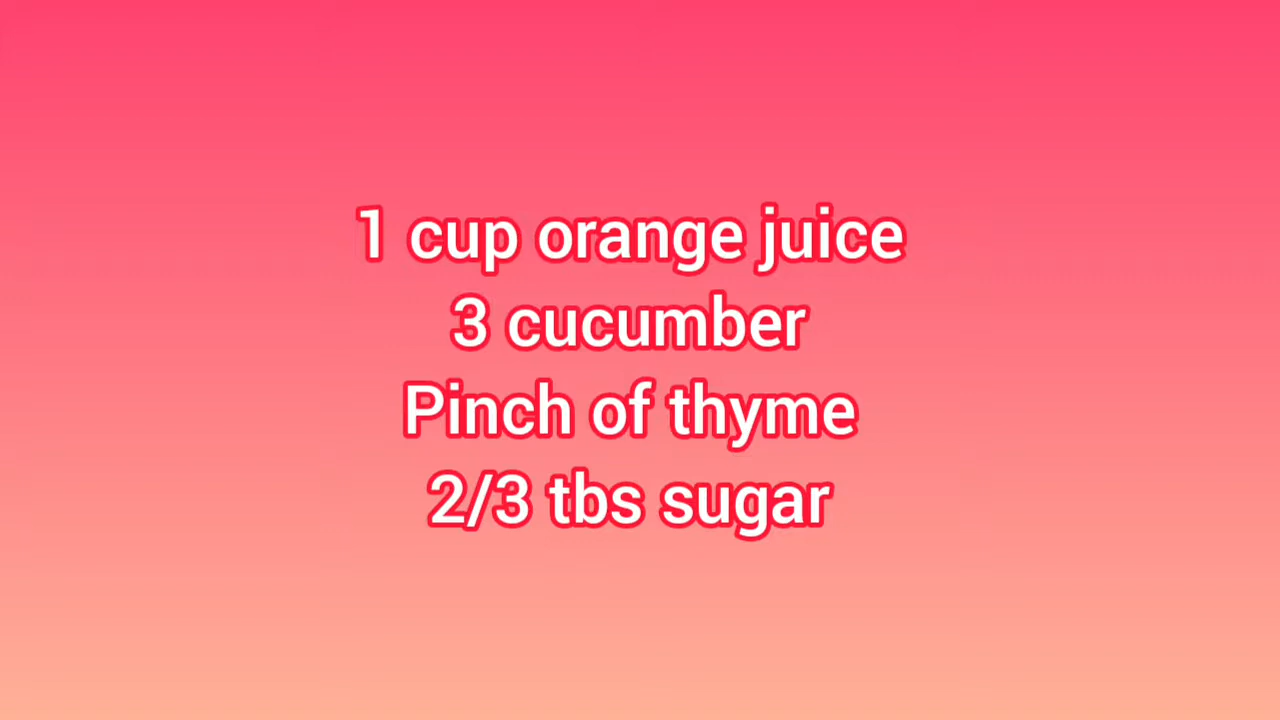 1 cup orange juice
3 cucumber
Pinch of thyme
2/3 tbs sugar